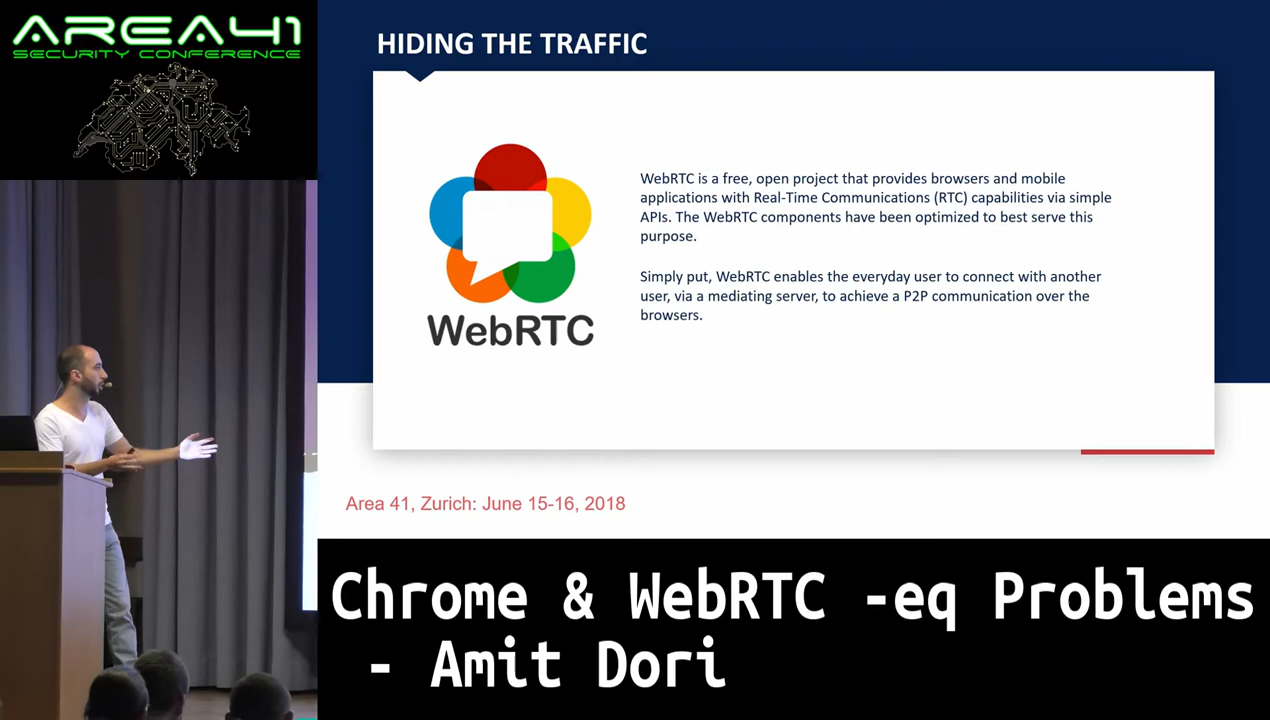 AREA41
SECURITY CONFERENCE
HIDING THE TRAFFIC
WebRTC is a free, open project that provides browsers and mobile
applications with Real-Time Communications (RTC) capabilities via simple
APIs. The WebRTC components have been optimized to best serve this
purpose.
Simply put, WebRTC enables the everyday user to connect with another
user, via a mediating server, to achieve a P2P communication over the
browsers.
WebRTC
Area 41, Zurich: June 15-16, 2018
Chrome & WebRTC -eq Problems
- Amit Dori